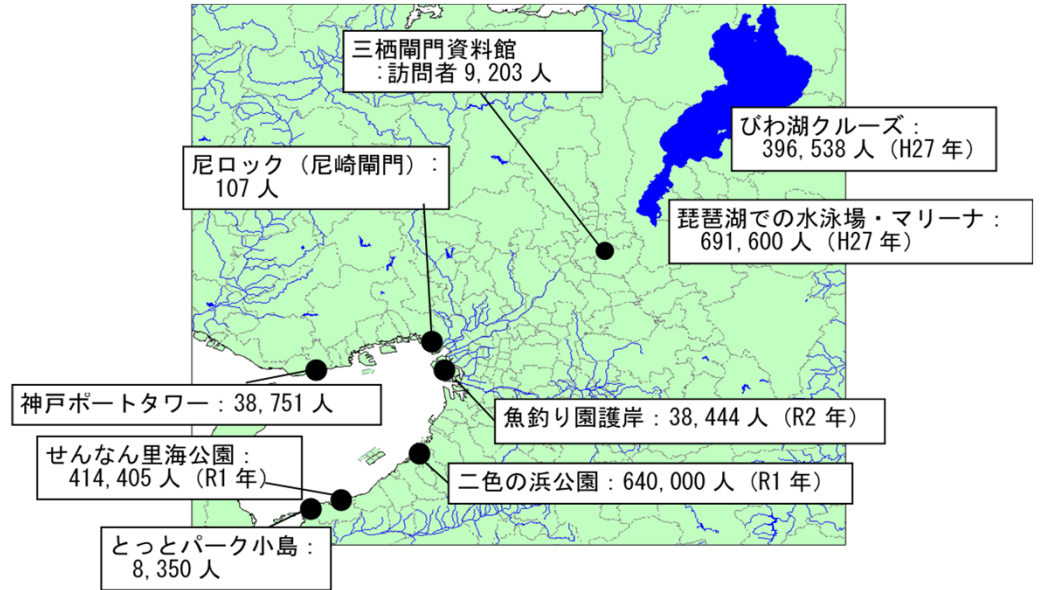 三栖閘門資料館
：訪問者 9,203 人
びわ湖クルーズ：
396,538 人（H27 年）
尼ロック（尼崎閘門）：
107 人
琵琶湖での水泳場・マリーナ：
691,600 人（H27 年）
神戸ポートタワー：38,751 人
魚釣り園護岸：38,444 人（R2 年）
せんなん里海公園：
414,405 人（R1 年）
二色の浜公園：640,000 人（R1 年）
とっとパーク小島：
8,350 人